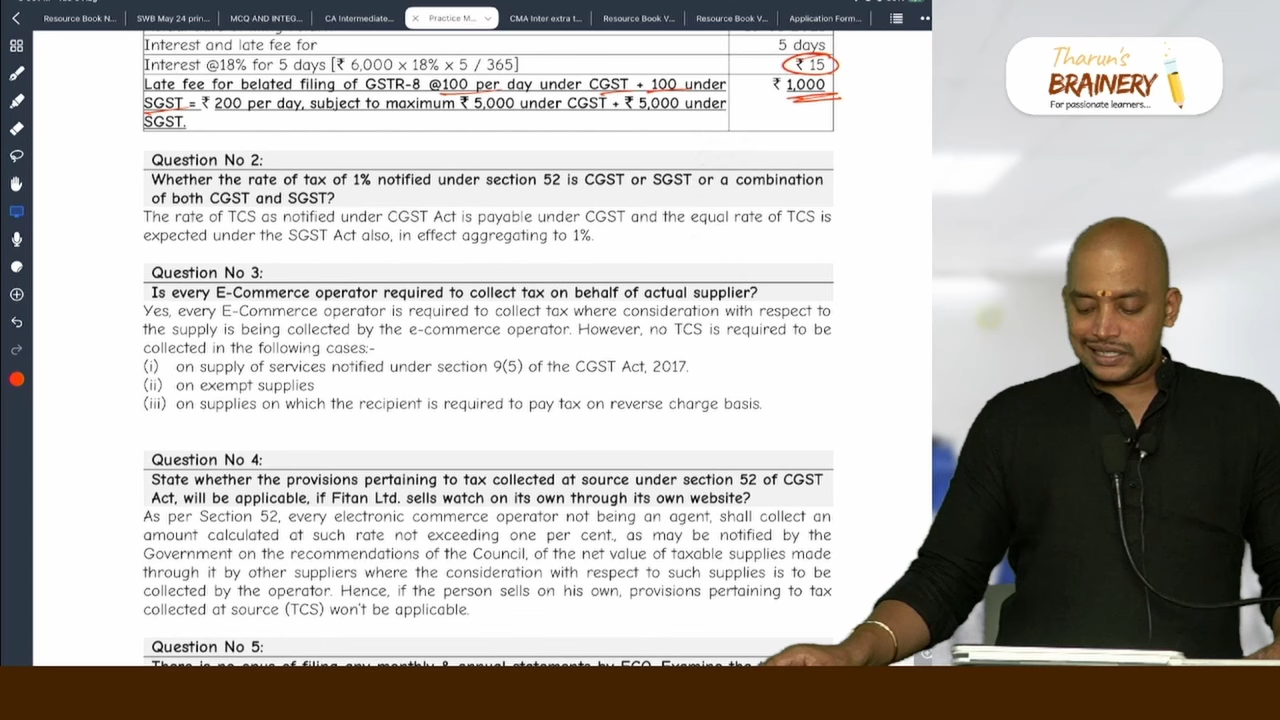 Resource Book N...
SWB May 24 prin...
MCQ AND INTEG...
CA Intermediate...
Practice M...
CMA Inter extra t...
Resource Book V...
Resource Book V...
Application Form...
Interest and late fee for 5 days
Interest @18% for 5 days [₹ 6,000 x 18% x 5 / 365] ₹ 15
Late fee for belated filing of GSTR-8 @100 per day under CGST + 100 under ₹ 1,000
SGST = ₹ 200 per day, subject to maximum ₹ 5,000 under CGST + ₹ 5,000 under
SGST.
Question No 2:
Whether the rate of tax of 1% notified under section 52 is CGST or SGST or a combination
of both CGST and SGST?
The rate of TCS as notified under CGST Act is payable under CGST and the equal rate of TCS is
expected under the SGST Act also, in effect aggregating to 1%.
Question No 3:
Is every E-Commerce operator required to collect tax on behalf of actual supplier?
Yes, every E-Commerce operator is required to collect tax where consideration with respect to
the supply is being collected by the e-commerce operator. However, no TCS is required to be
collected in the following cases:-
(i) on supply of services notified under section 9(5) of the CGST Act, 2017.
(ii) on exempt supplies
(iii) on supplies on which the recipient is required to pay tax on reverse charge basis.
Question No 4:
State whether the provisions pertaining to tax collected at source under section 52 of CGST
Act, will be applicable, if Fitan Ltd. sells watch on its own through its own website?
As per Section 52, every electronic commerce operator not being an agent, shall collect an
amount calculated at such rate not exceeding one per cent., as may be notified by the
Government on the recommendations of the Council, of the net value of taxable supplies made
through it by other suppliers where the consideration with respect to such supplies is to be
collected by the operator. Hence, if the person sells on his own, provisions pertaining to tax
collected at source (TCS) won't be applicable.
Question No 5:
Tharun's
BRAINERY
For passionate learners...